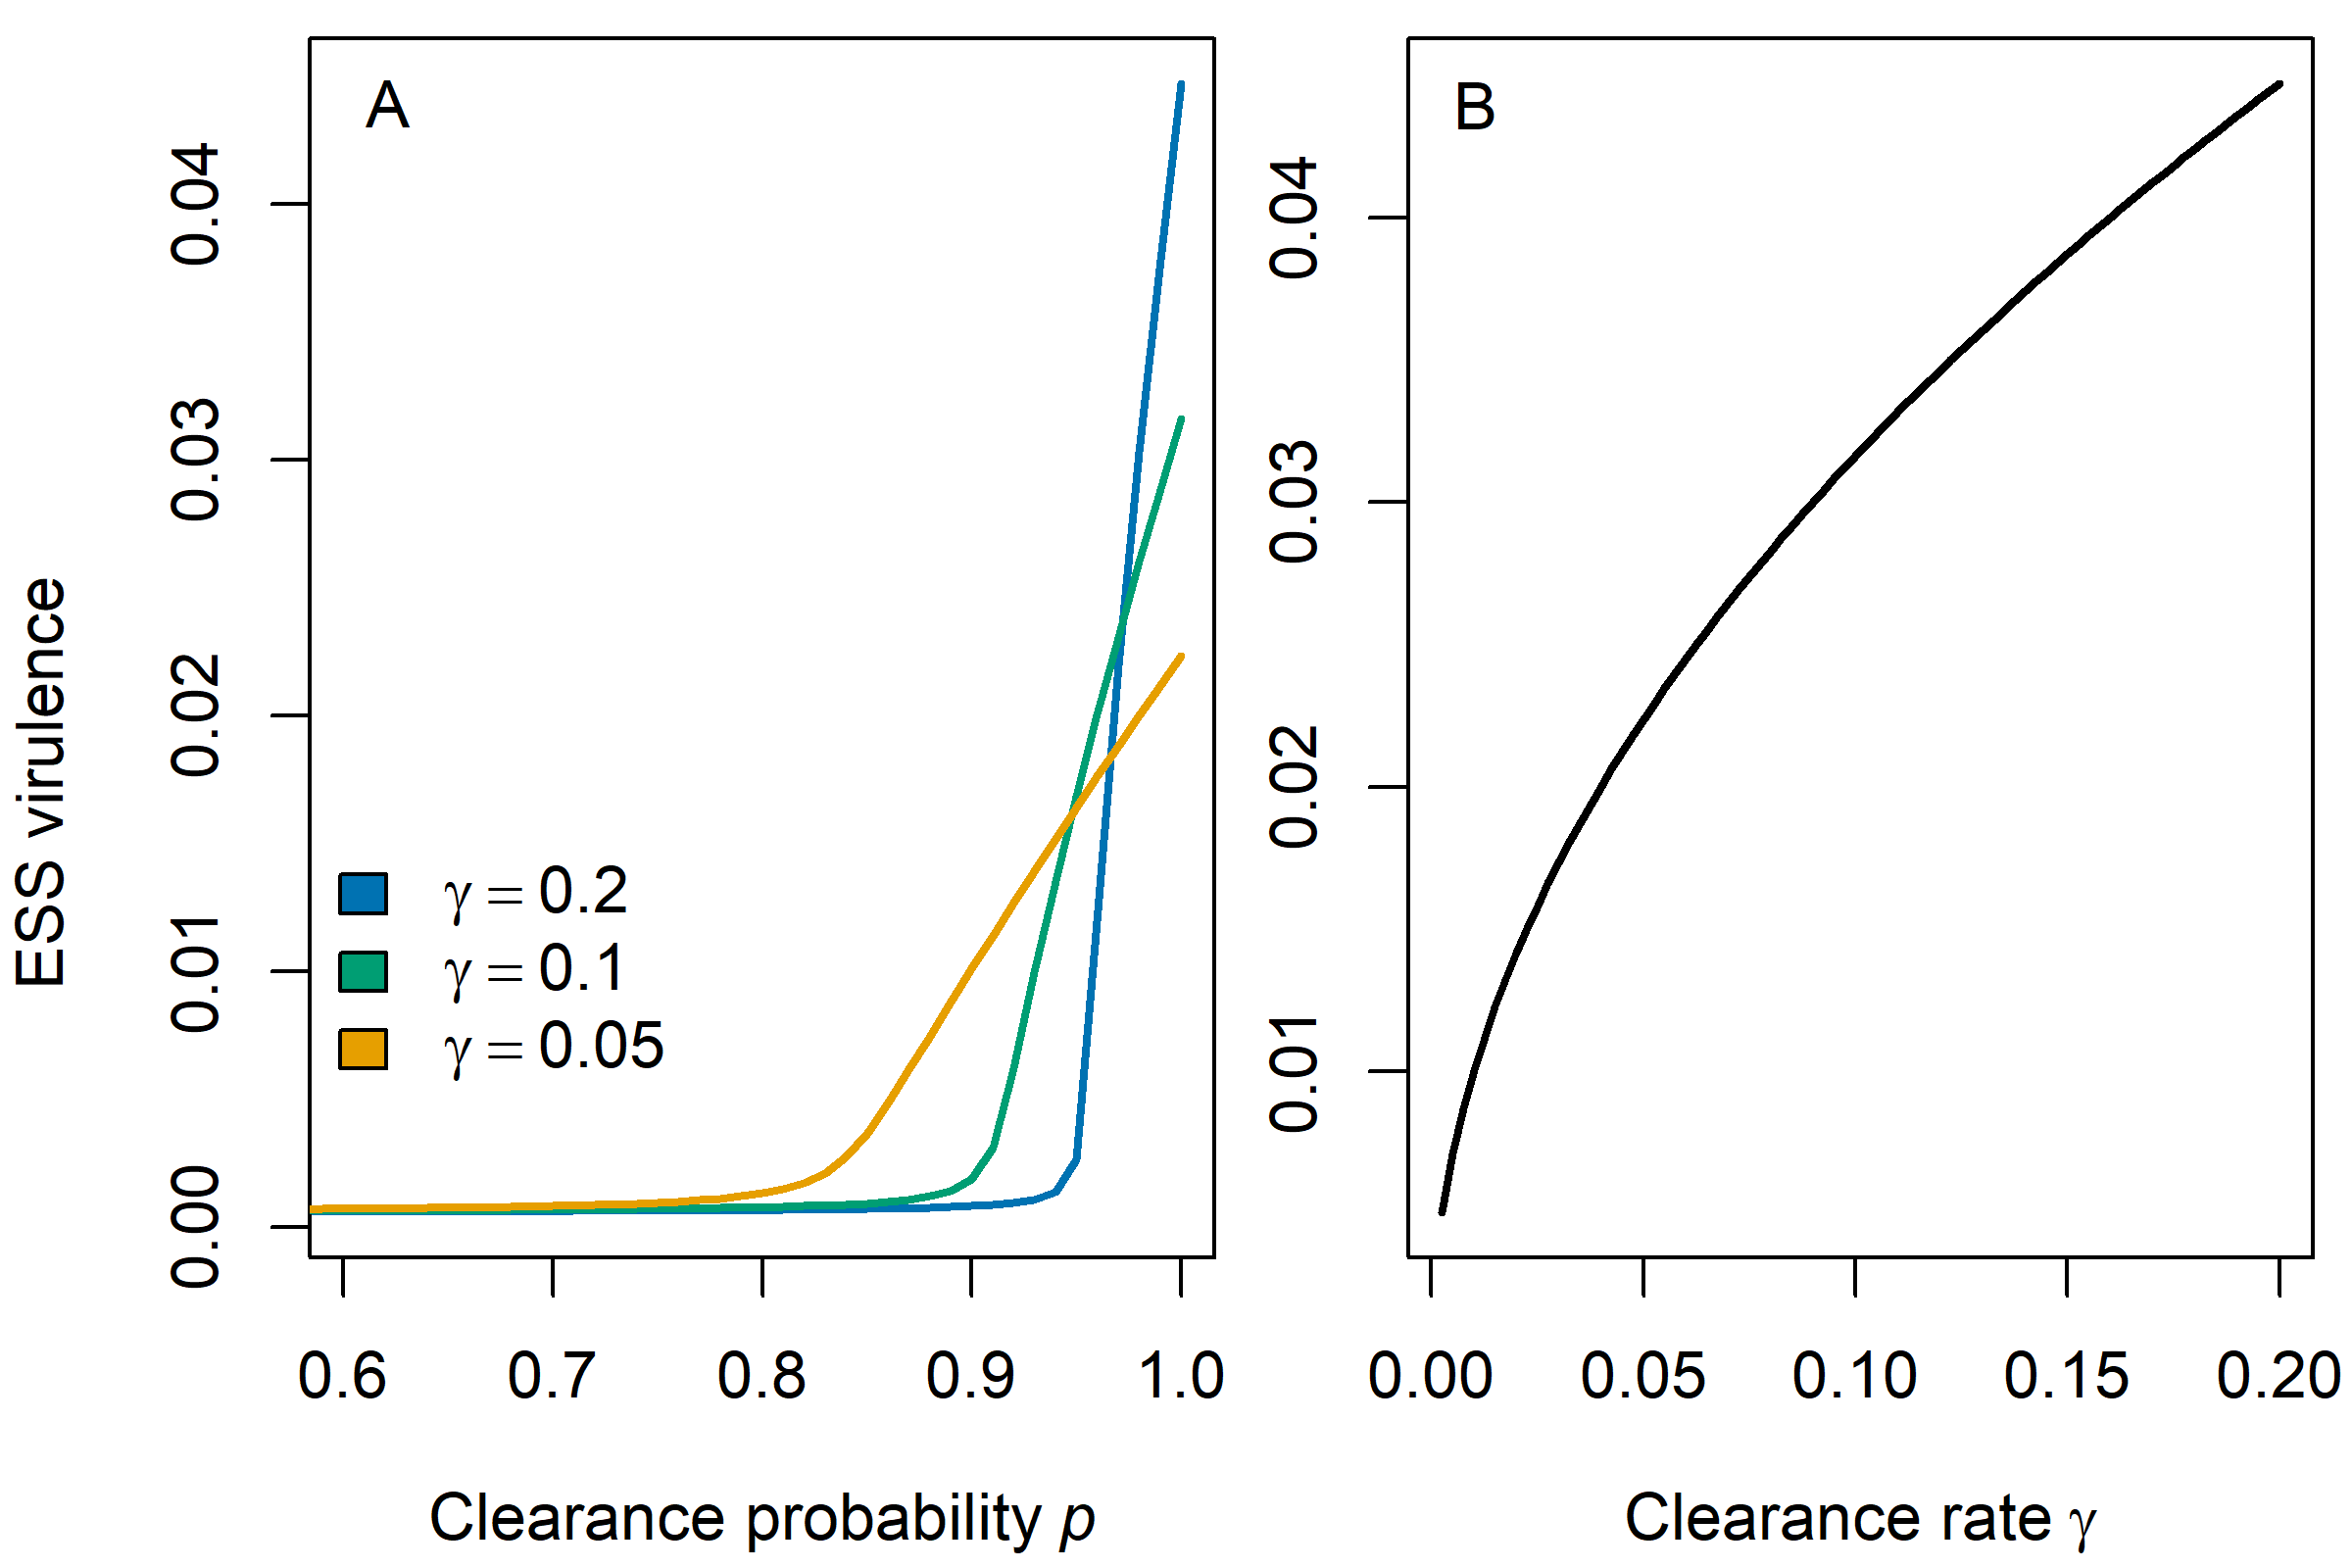 A
B
ESS virulence
0.04
0.03
0.02
0.01
0.00
γ = 0.2
γ = 0.1
γ = 0.05
0.6 0.7 0.8 0.9 1.0
Clearance probability p
0.04
0.03
0.02
0.01
0.00 0.05 0.10 0.15 0.20
Clearance rate γ